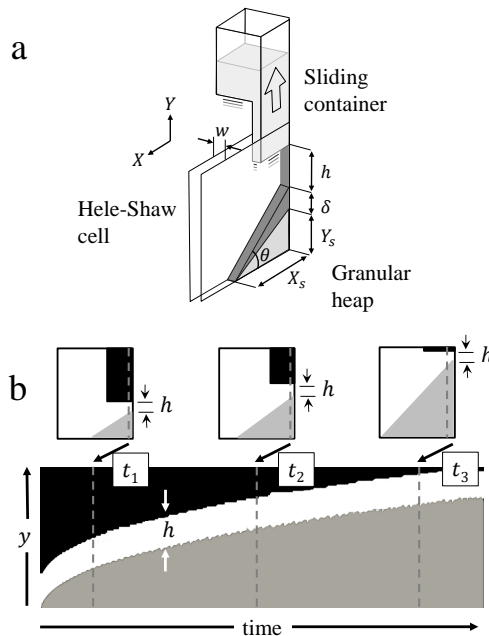 a
Sliding
container
Y
X
w
h
δ
Y_s
Hele-Shaw
cell
θ
X_s
Granular
heap
b
h
h
h
t_1
t_2
t_3
y
h
time